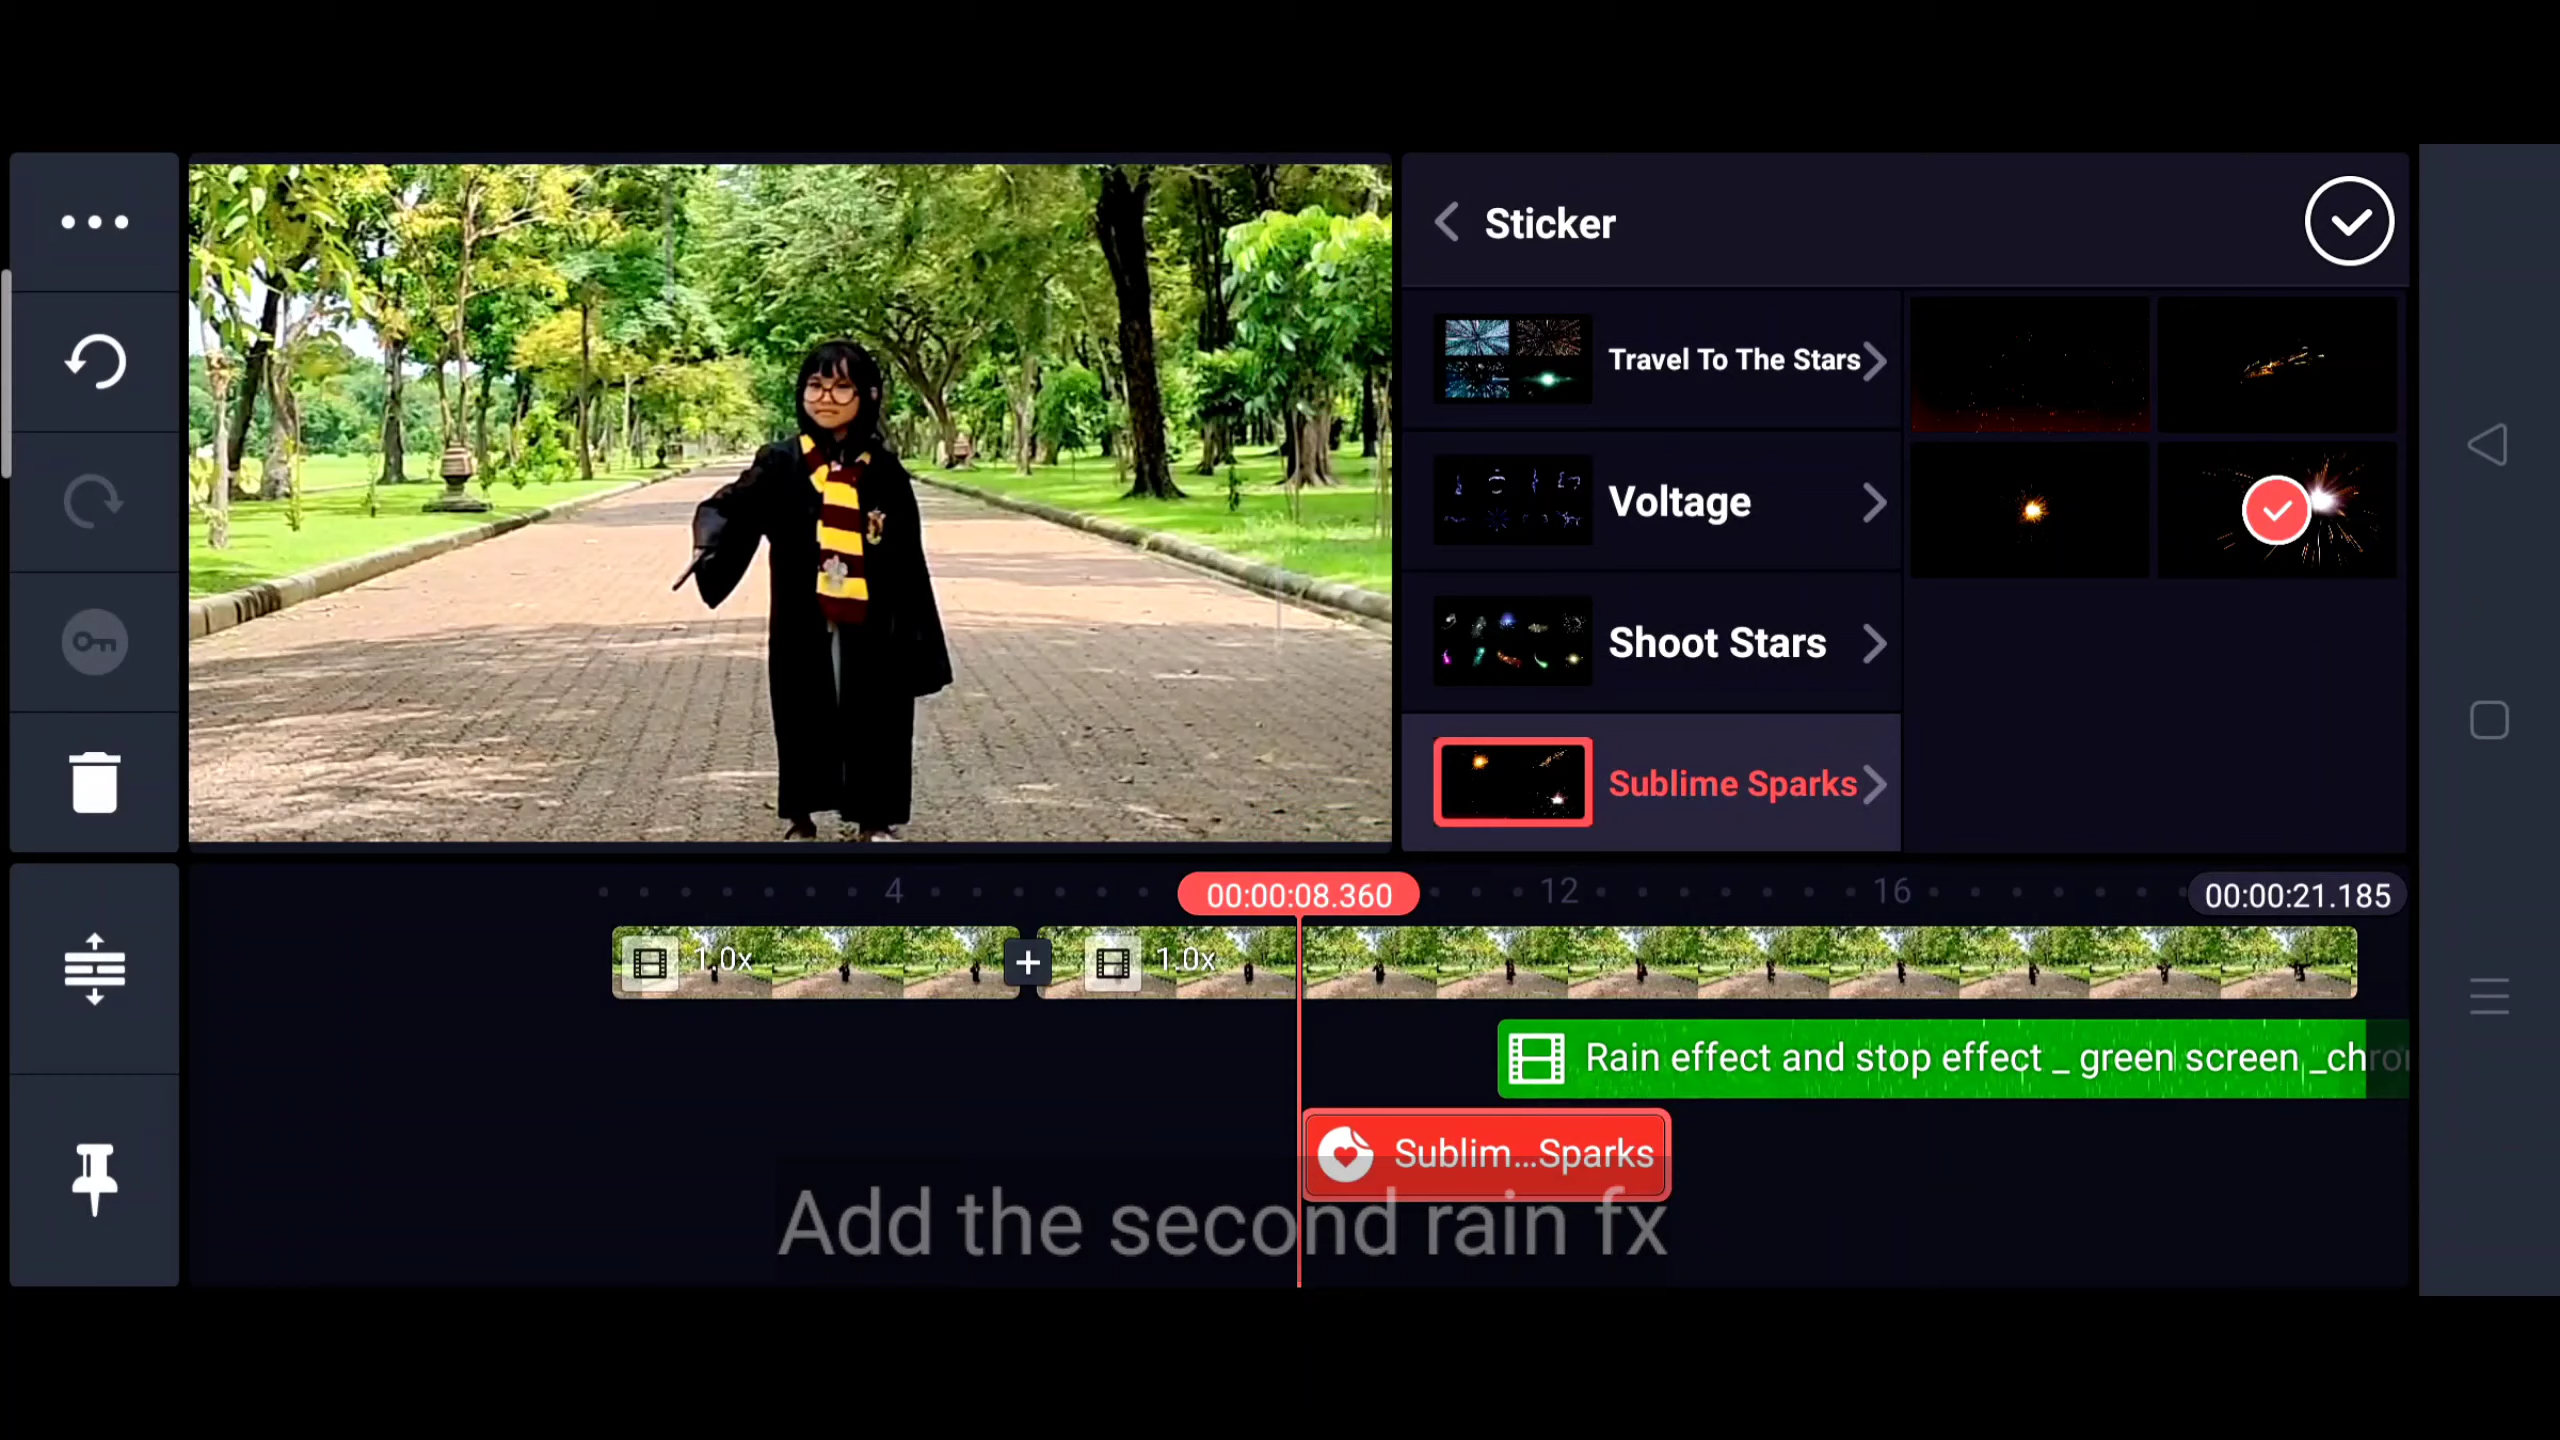 Sticker
Travel To The Stars
Voltage
Shoot Stars
Sublime Sparks
4
00:00:08.360
12
16
00:00:21.185
1.0x
1.0x
Rain effect and stop effect _ green screen _chro
Sublim...Sparks
Add the second rain fx